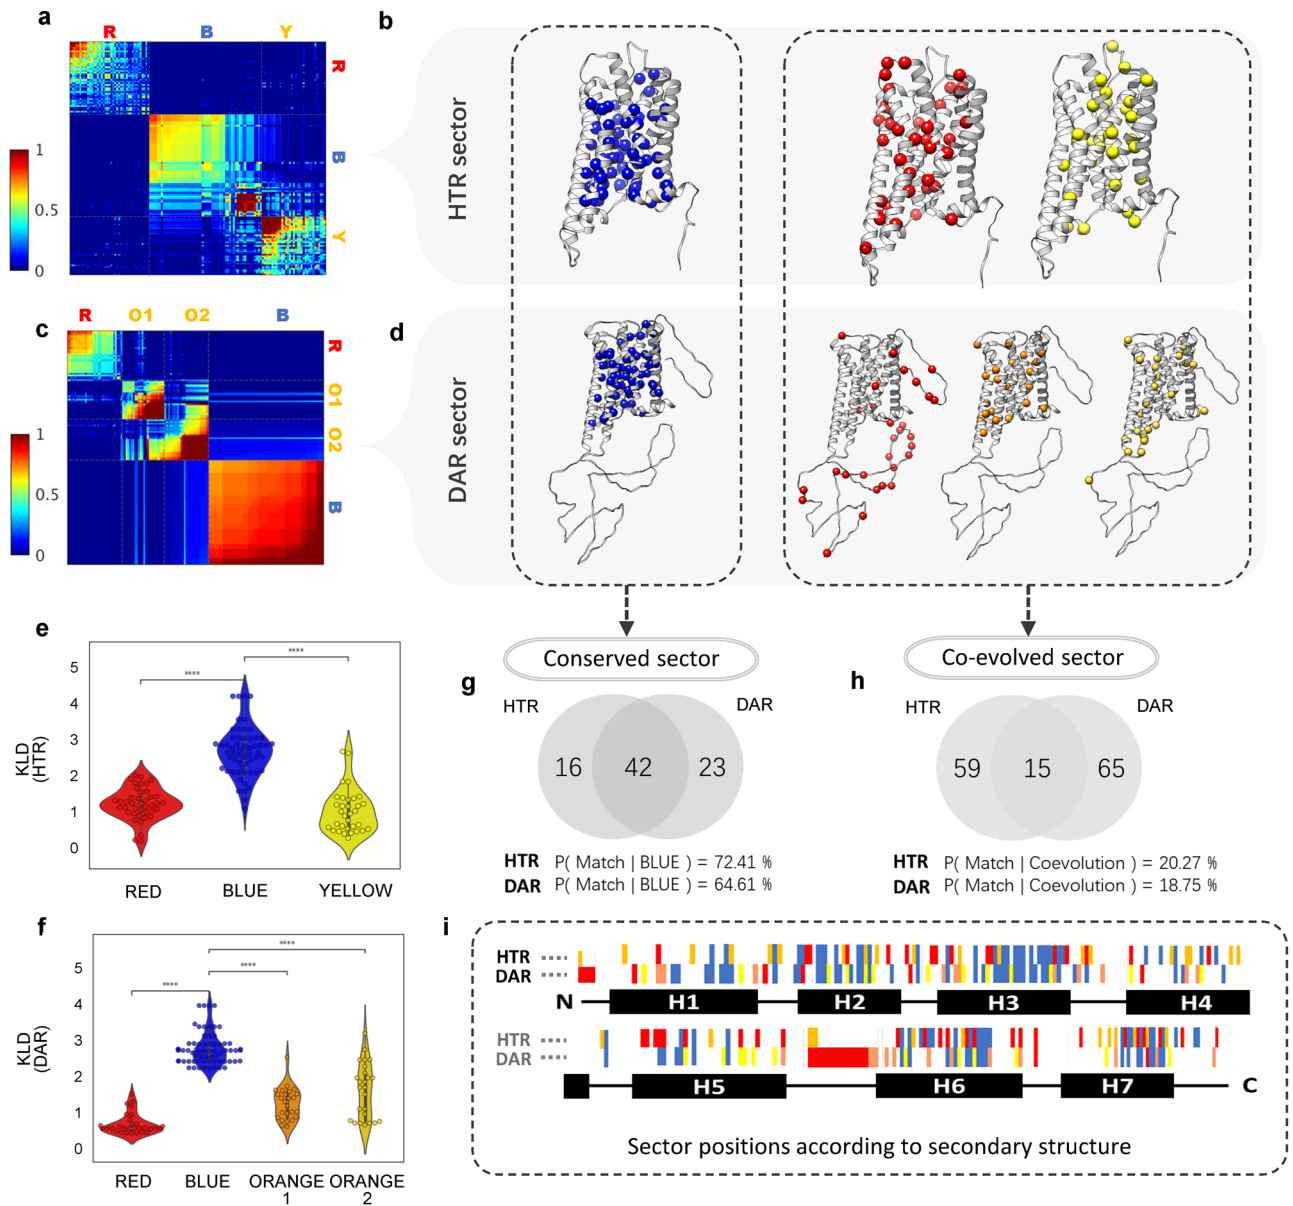 a
R B Y
R
B
Y
1
0.5
0
b
HTR sector
c
R O1 O2 B
R
O1
O2
B
1
0.5
0
d
DAR sector
e
KLD
(HTR)
5
4
3
2
1
0
****
****
RED BLUE YELLOW
f
KLD
(DAR)
5
4
3
2
1
0
****
****
****
RED BLUE ORANGE 1 ORANGE 2
Conserved sector
g
HTR DAR
16 42 23
HTR P( Match | BLUE ) = 72.41 %
DAR P( Match | BLUE ) = 64.61 %
Co-evolved sector
h
HTR DAR
59 15 65
HTR P( Match | Coevolution ) = 20.27 %
DAR P( Match | Coevolution ) = 18.75 %
i
HTR
DAR
N H1 H2 H3 H4
HTR
DAR
H5 H6 H7 C
Sector positions according to secondary structure